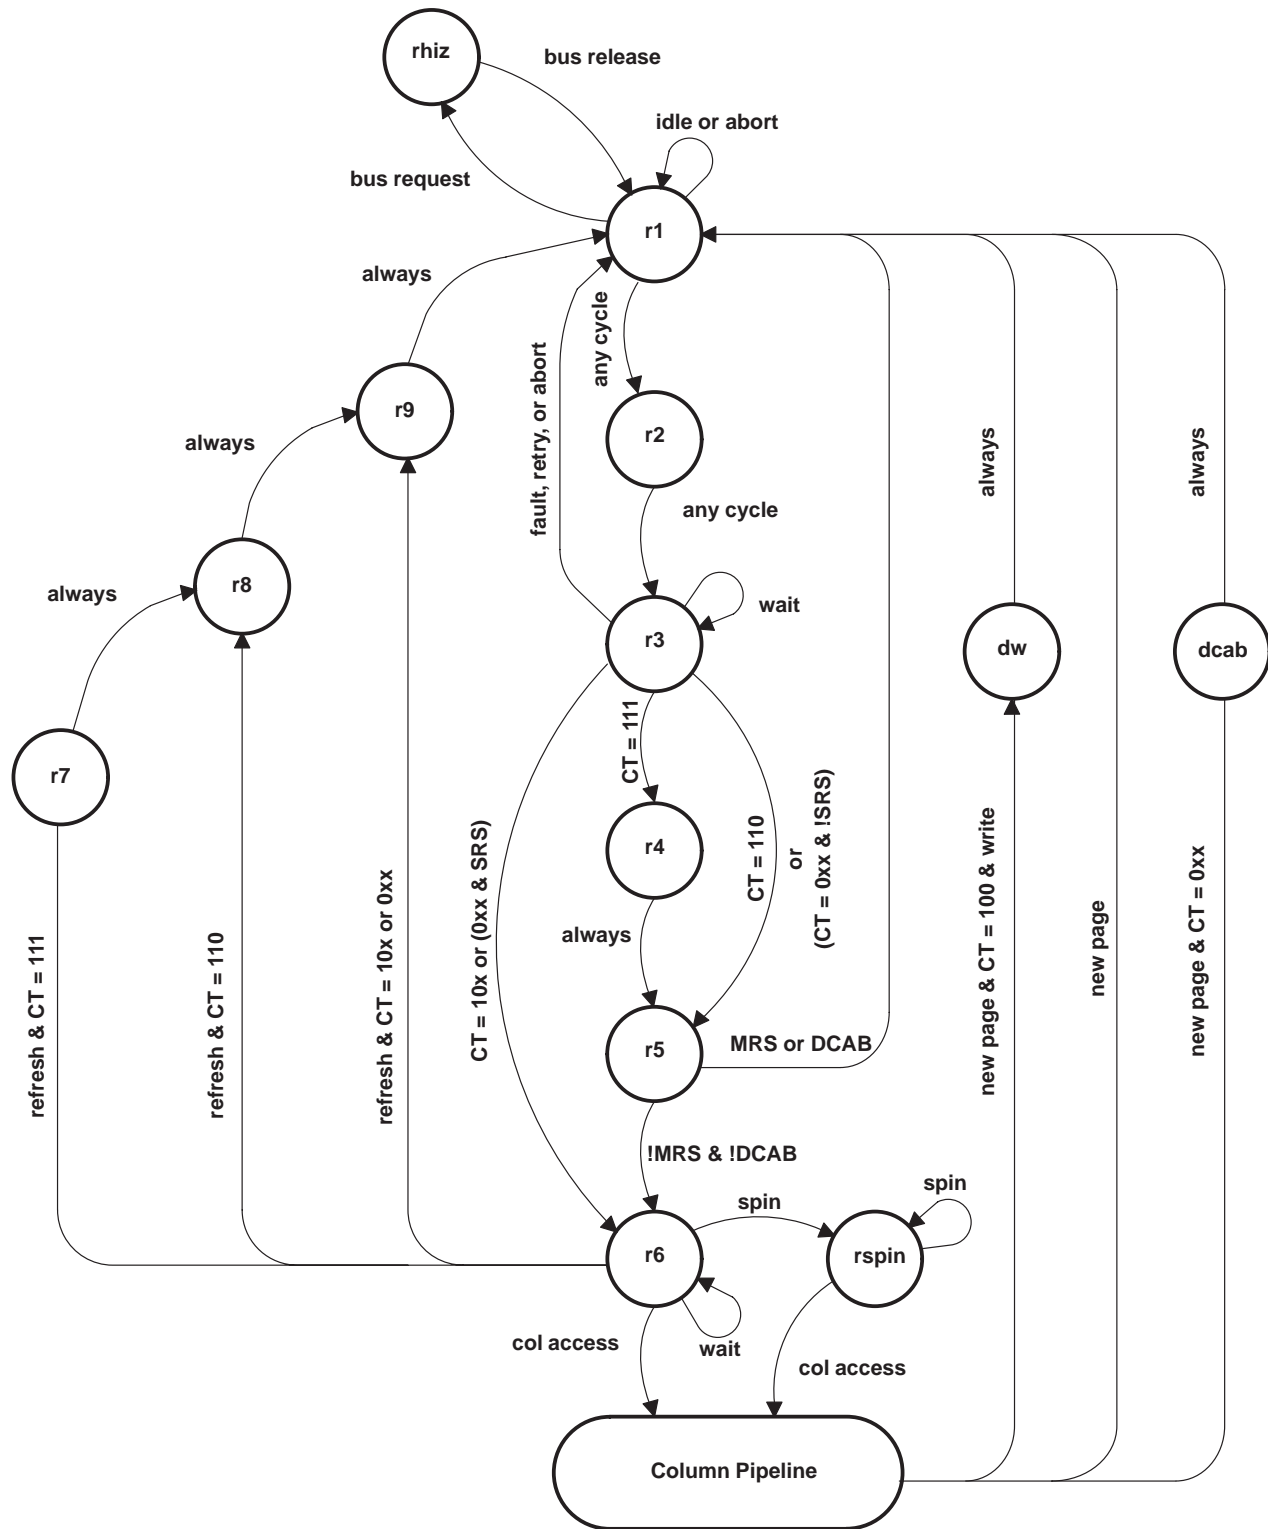 rhiz
bus release
idle or abort
bus request
r1
always
any cycle
fault, retry, or abort
r9
r2
always
any cycle
always
r8
wait
r3
always
always
dw
dcab
CT = 111
r7
r4
CT = 110
or
(CT = 0xx & !SRS)
CT = 10x or (0xx & SRS)
always
new page & CT = 100 & write
new page
new page & CT = 0xx
refresh & CT = 111
refresh & CT = 110
refresh & CT = 10x or 0xx
r5
MRS or DCAB
!MRS & !DCAB
spin
spin
r6
rspin
col access
wait
col access
Column Pipeline